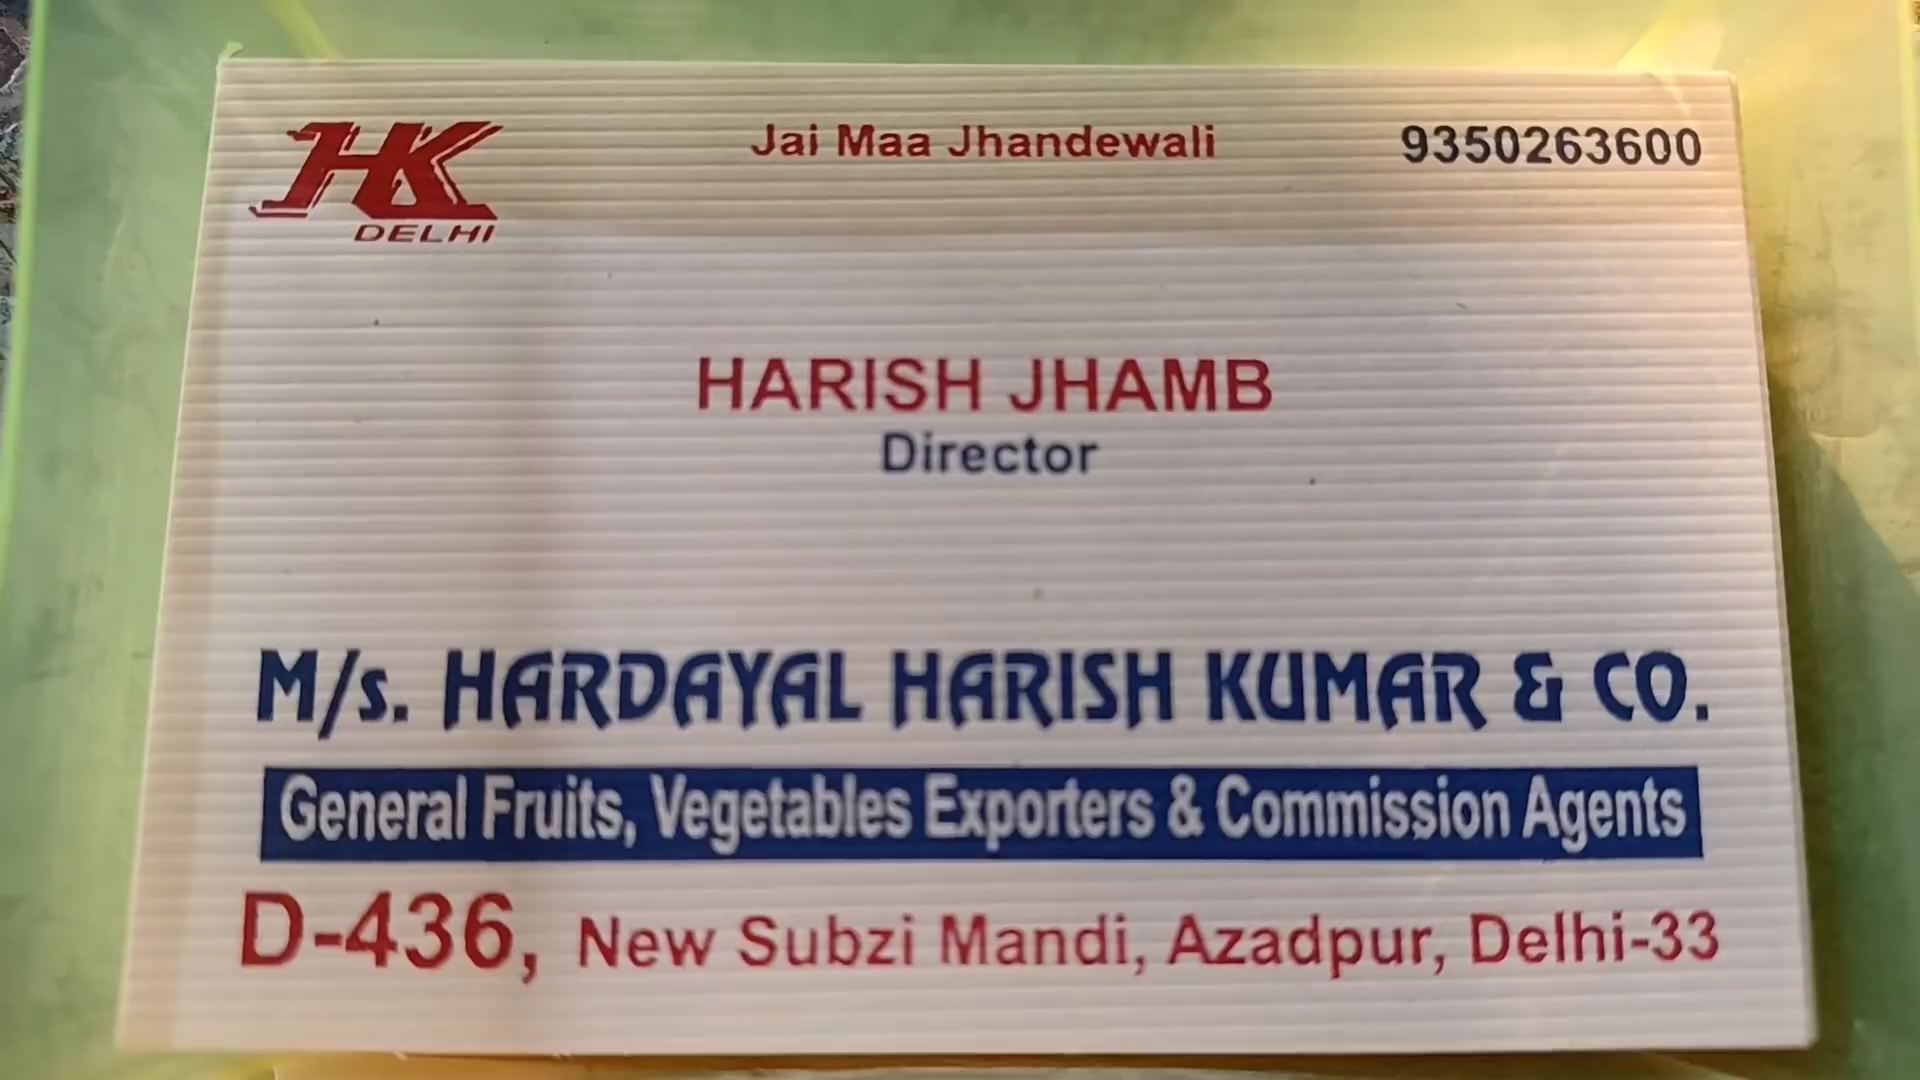 HK
DELHI
Jai Maa Jhandewali
9350263600
HARISH JHAMB
Director
M/s. HARDAYAL HARISH KUMAR & CO.
General Fruits, Vegetables Exporters & Commission Agents
D-436, New Subzi Mandi, Azadpur, Delhi-33